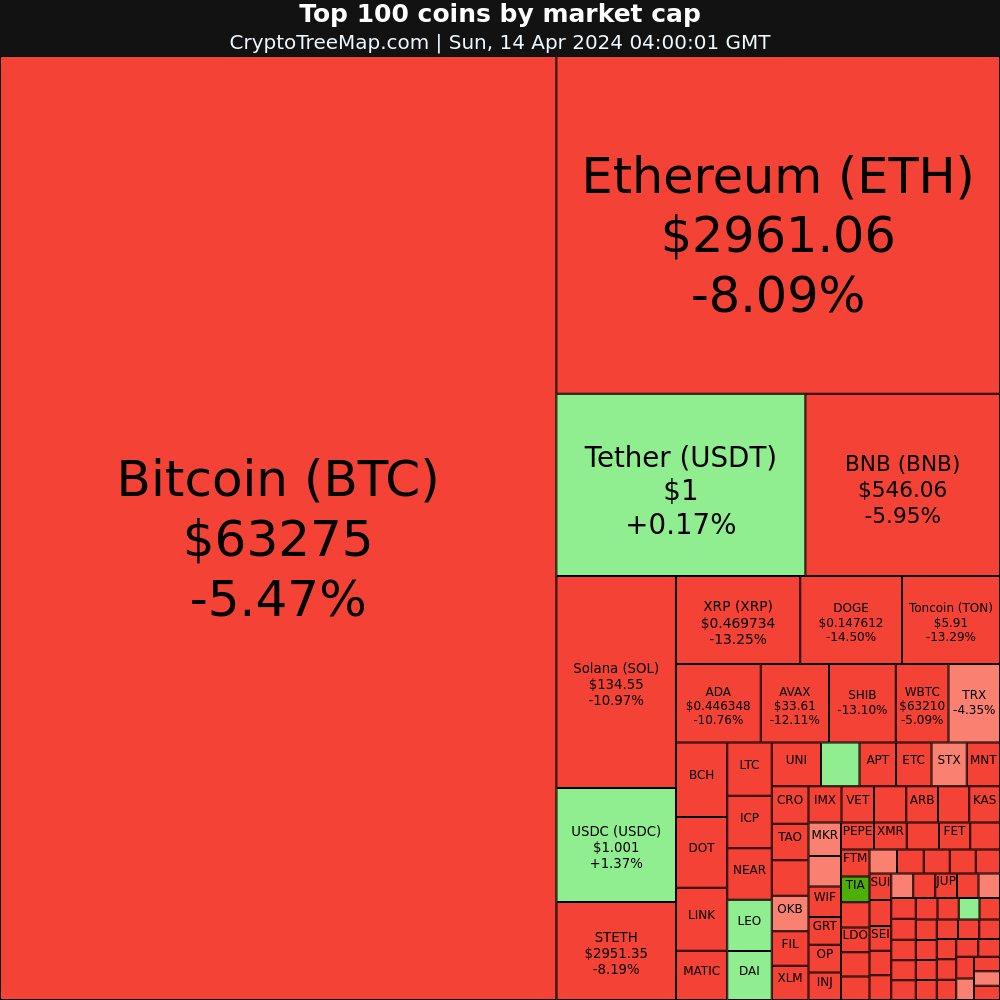 Top 100 coins by market cap
CryptoTreeMap.com | Sun, 14 Apr 2024 04:00:01 GMT
Bitcoin (BTC)
$63275
-5.47%
Ethereum (ETH)
$2961.06
-8.09%
Tether (USDT)
$1
+0.17%
BNB (BNB)
$546.06
-5.95%
Solana (SOL)
$134.55
-10.97%
USDC (USDC)
$1.001
+1.37%
STETH
$2951.35
-8.19%
XRP (XRP)
$0.469734
-13.25%
DOGE
$0.147612
-14.50%
Toncoin (TON)
$5.91
-13.29%
ADA
$0.446348
-10.76%
AVAX
$33.61
-12.11%
SHIB
-13.10%
WBTC
$63210
-5.09%
TRX
-4.35%
BCH
DOT
LINK
MATIC
LTC
ICP
NEAR
LEO
DAI
UNI
APT
ETC
STX
MNT
CRO
TAO
OKB
FIL
XLM
IMX
VET
ARB
KAS
MKR
PEPE
XMR
FET
FTM
WIF
GRT
OP
INJ
TIA
SUI
JUP
LDO
SEI